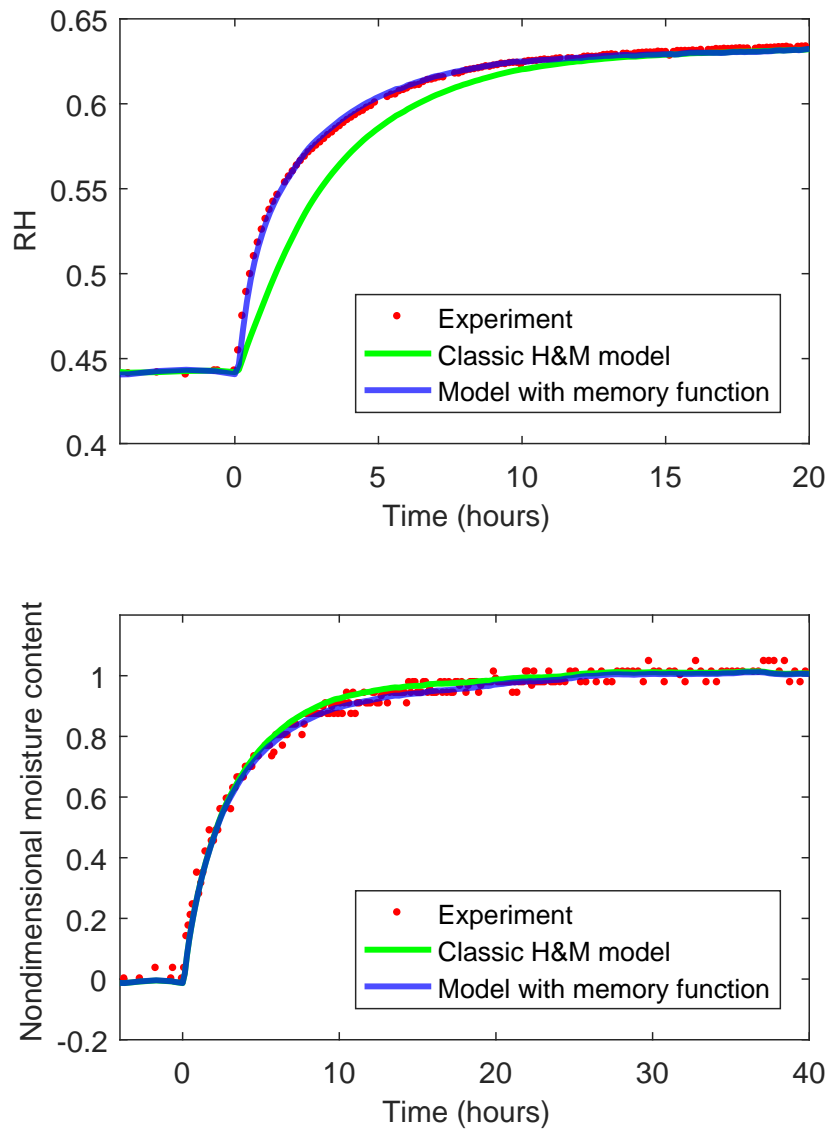 0.65
0.6
0.55
0.5
0.45
0.4
RH
Experiment
Classic H&M model
Model with memory function
0 5 10 15 20
Time (hours)
1
0.8
0.6
0.4
0.2
0
-0.2
Nondimensional moisture content
Experiment
Classic H&M model
Model with memory function
0 10 20 30 40
Time (hours)